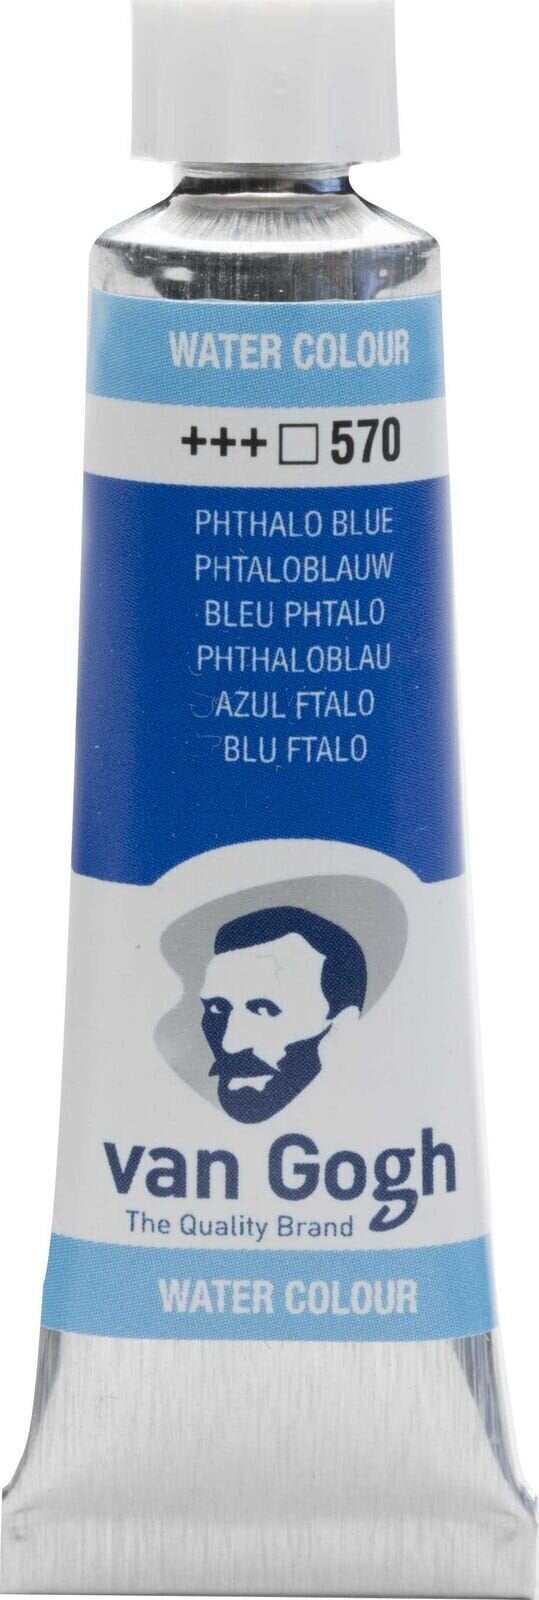 WATER COLOUR
+++□570
PHTHALO BLUE
PHTALOBLAUW
BLEU PHTALO
PHTHALOBLAU
AZUL FTALO
BLU FTALO
van Gogh
The Quality Brand
WATER COLOUR